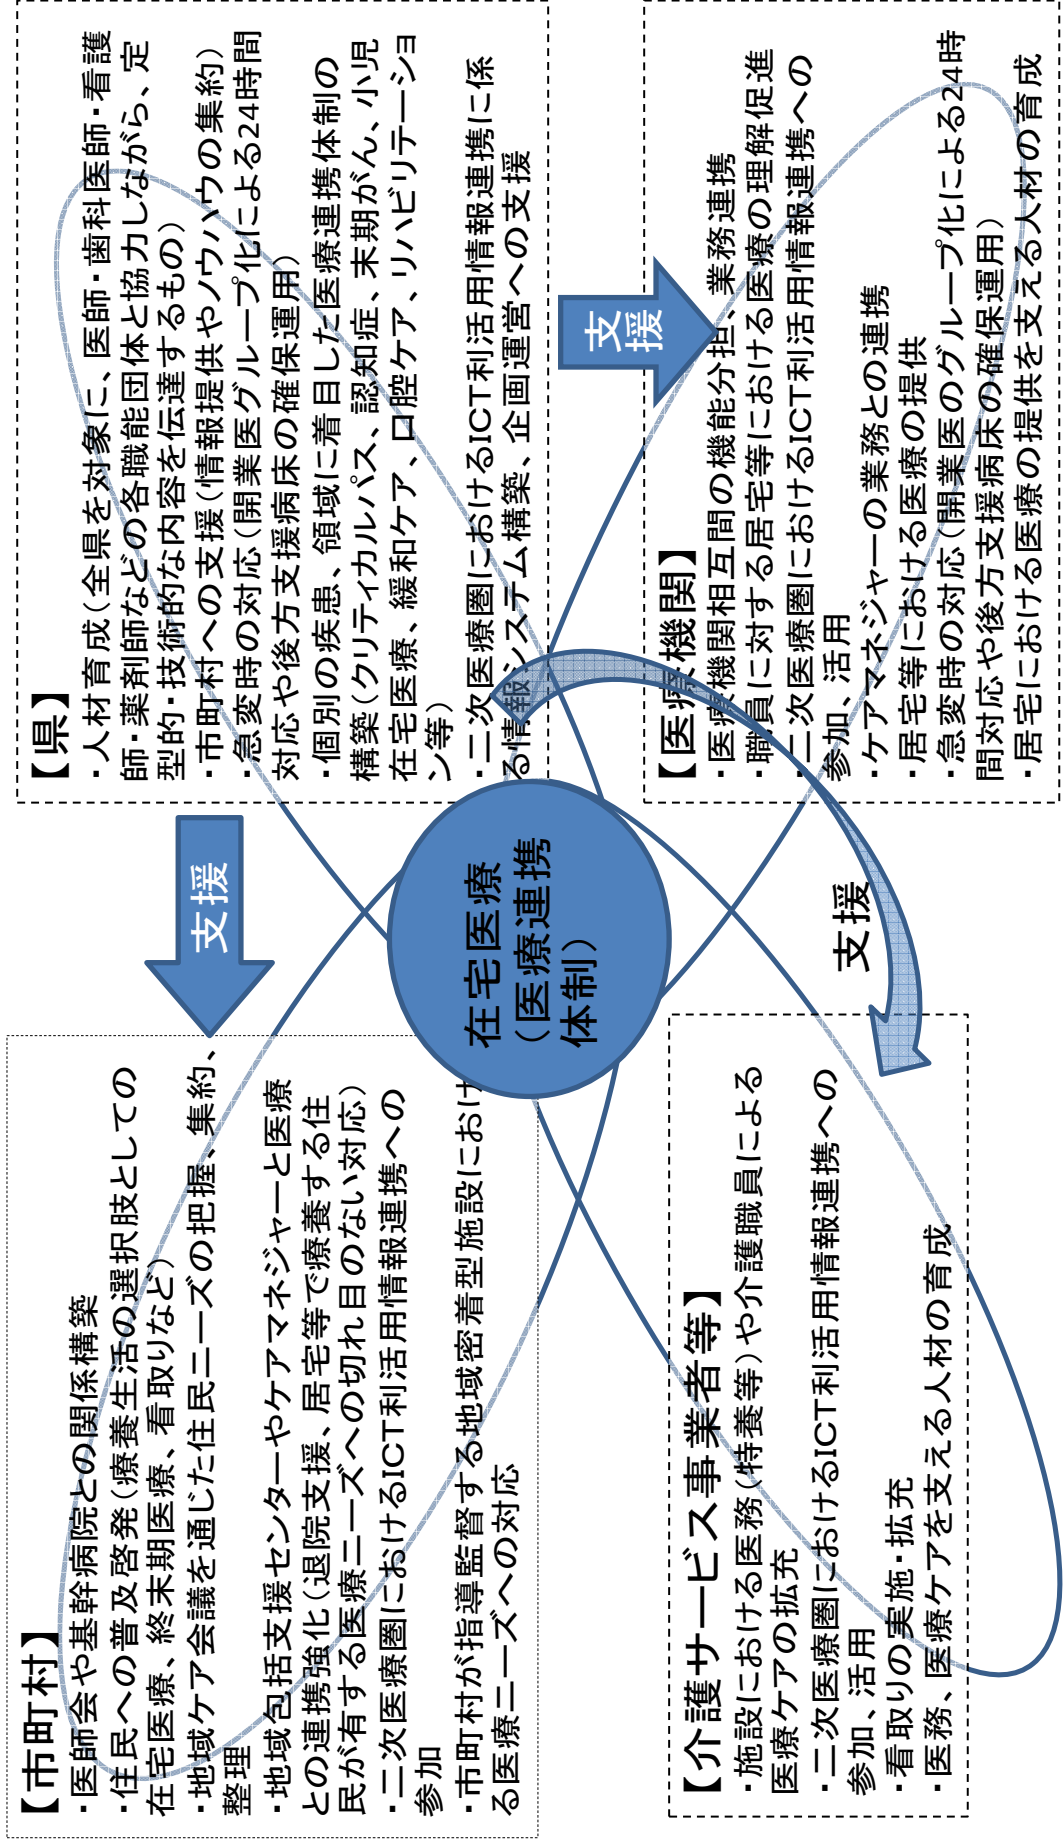 【市町村】
・医師会や基幹病院との関係構築
・住民への普及啓発（療養生活の選択肢としての
在宅医療、終末期医療、看取りなど）
・地域ケア会議を通じた住民ニーズの把握、集約、
整理
・地域包括支援センターやケアマネジャーと医療
との連携強化（退院支援、居宅等で療養する住
民が有する医療ニーズへの切れ目のない対応）
・二次医療圏におけるICT利活用情報連携への
参加
・市町村が指導監督する地域密着型施設におけ
る医療ニーズへの対応
支援
【県】
・人材育成（全県を対象に、医師・歯科医師・看護
師・薬剤師などの各職能団体と協力しながら、定
型的・技術的な内容を伝達するもの）
・市町村への支援（情報提供やノウハウの集約）
・急変時の対応（開業医グループ化による24時間
対応や後方支援病床の確保運用）
・個別の疾患、領域に着目した医療連携体制の
構築（クリティカルパス、認知症、末期がん、小児
在宅医療、緩和ケア、口腔ケア、リハビリテーショ
ン等）
・二次医療圏におけるICT利活用情報連携に係
る情報システム構築、企画運営への支援
在宅医療
（医療連携
体制）
支
援
【介護サービス事業者等】
・施設における医務（特養等）や介護職員による
医療ケアの拡充
・二次医療圏におけるICT利活用情報連携への
参加、活用
・看取りの実施・拡充
・医務、医療ケアを支える人材の育成
支援
【医療機関】
・医療機関相互間の機能分担、業務連携
・職員に対する居宅等における医療の理解促進
・二次医療圏におけるICT利活用情報連携への
参加、活用
・ケアマネジャーの業務との連携
・居宅等における医療の提供
・急変時の対応（開業医のグループ化による24時
間対応や後方支援病床の確保運用）
・居宅における医療の提供を支える人材の育成